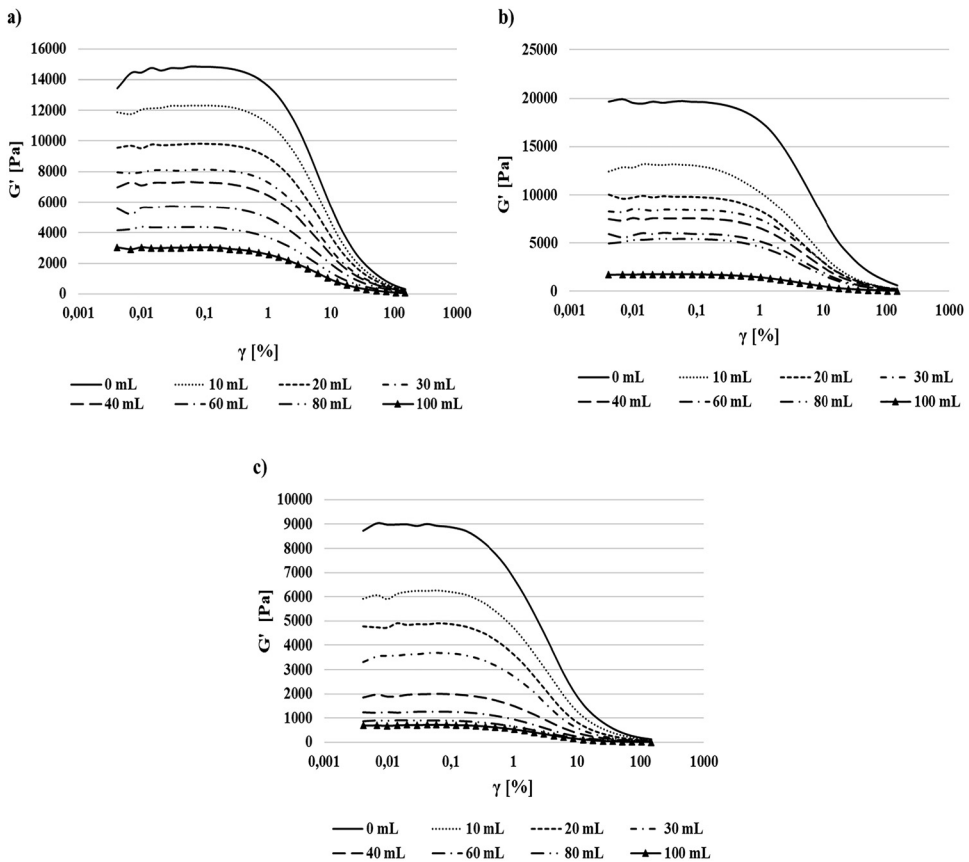 a)
16000
14000
12000
10000
8000
6000
4000
2000
0
G' [Pa]
0,001 0,01 0,1 1 10 100 1000
γ [%]
0 mL 10 mL 20 mL 30 mL
40 mL 60 mL 80 mL 100 mL
b)
25000
20000
15000
10000
5000
0
G' [Pa]
0,001 0,01 0,1 1 10 100 1000
γ [%]
0 mL 10 mL 20 mL 30 mL
40 mL 60 mL 80 mL 100 mL
c)
10000
9000
8000
7000
6000
5000
4000
3000
2000
1000
0
G' [Pa]
0,001 0,01 0,1 1 10 100 1000
γ [%]
0 mL 10 mL 20 mL 30 mL
40 mL 60 mL 80 mL 100 mL